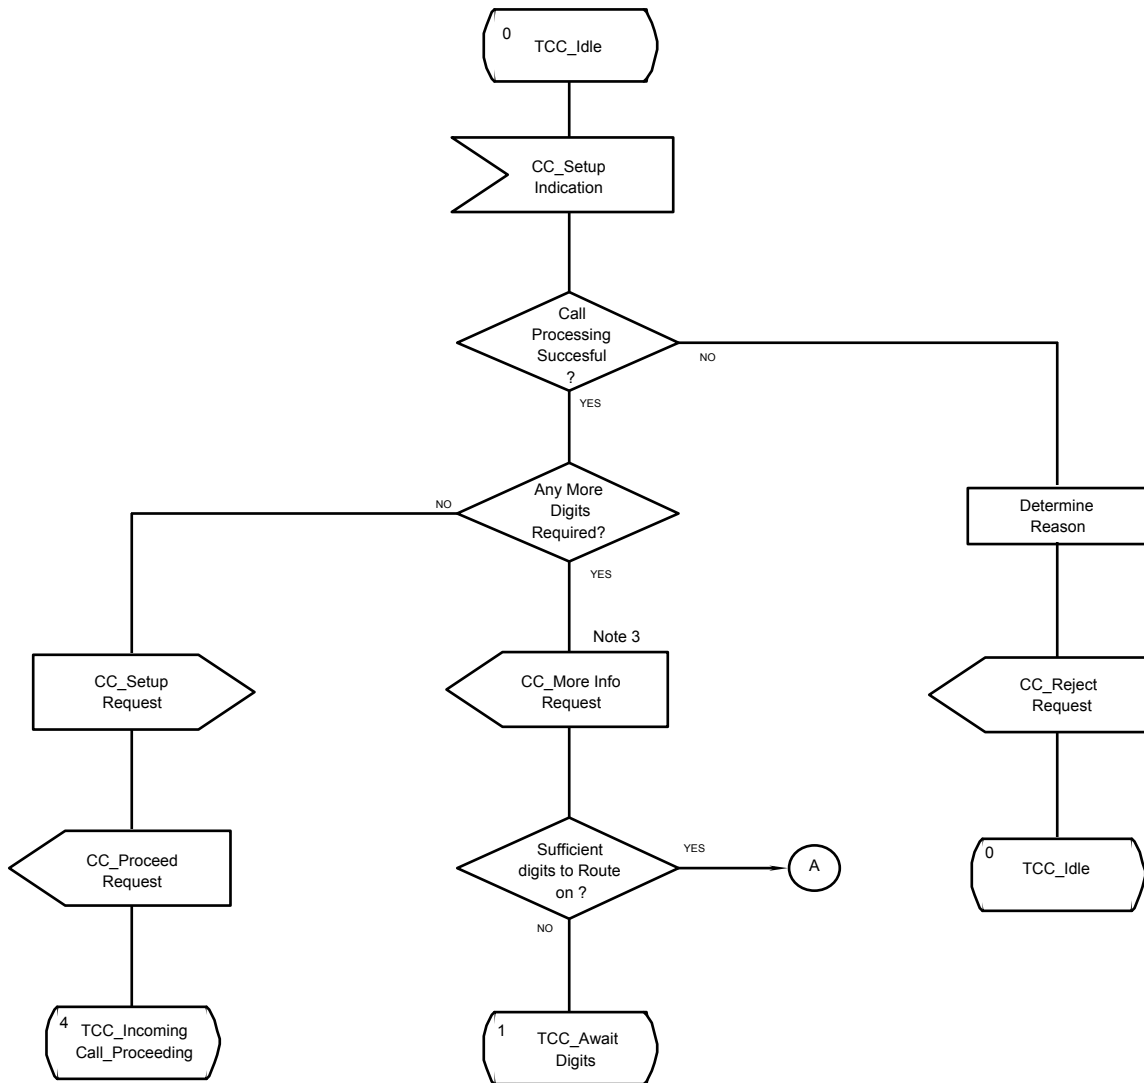 0
TCC_Idle
CC_Setup
Indication
Call
Processing
Succesful
?
NO
YES
Any More
Digits
Required?
NO
YES
Determine
Reason
Note 3
CC_Setup
Request
CC_More Info
Request
CC_Reject
Request
CC_Proceed
Request
Sufficient
digits to Route
on ?
YES
A
NO
0
TCC_Idle
4
TCC_Incoming
Call_Proceeding
1
TCC_Await
Digits